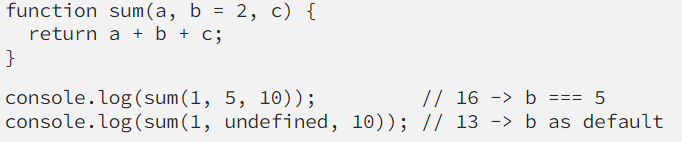 function sum(a, b = 2, c) {
  return a + b + c;
}
console.log(sum(1, 5, 10));         // 16 -> b === 5
console.log(sum(1, undefined, 10)); // 13 -> b as default